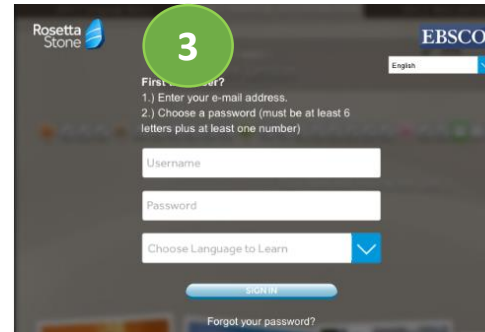 Rosetta
Stone
3
EBSCO
English
First
1.) Enter your e-mail address.
2.) Choose a password (must be at least 6
letters plus at least one number)
Username
Password
Choose Language to Learn
SIGN IN
Forgot your password?